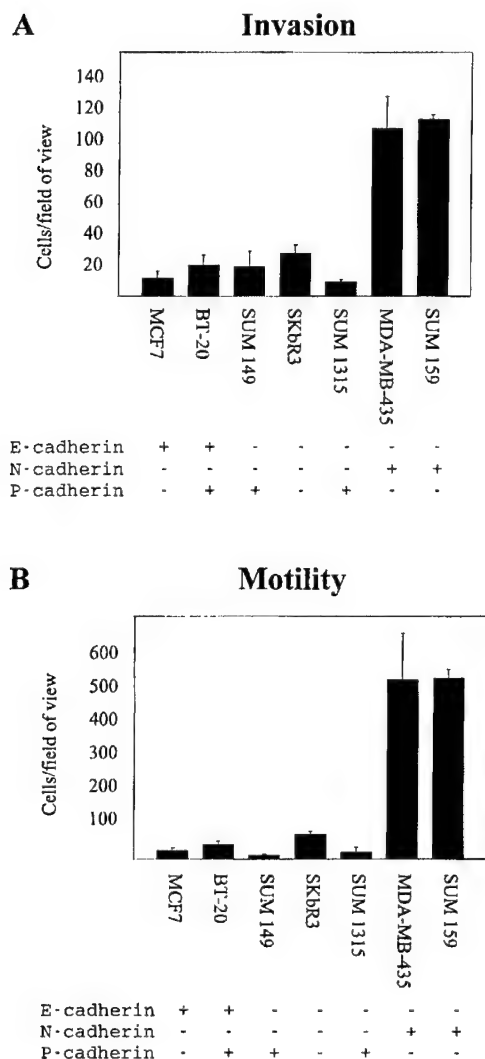 A Invasion
140
120
100
80
60
40
20
Cells/field of view
MCF7
BT-20
SUM 149
SKbR3
SUM 1315
MDA-MB-435
SUM 159
E-cadherin + + - - - - -
N-cadherin - - - - - + +
P-cadherin - + + - + - -
B Motility
600
500
400
300
200
100
Cells/field of view
MCF7
BT-20
SUM 149
SKbR3
SUM 1315
MDA-MB-435
SUM 159
E-cadherin + + - - - - -
N-cadherin - - - - - + +
P-cadherin - + + - + - -